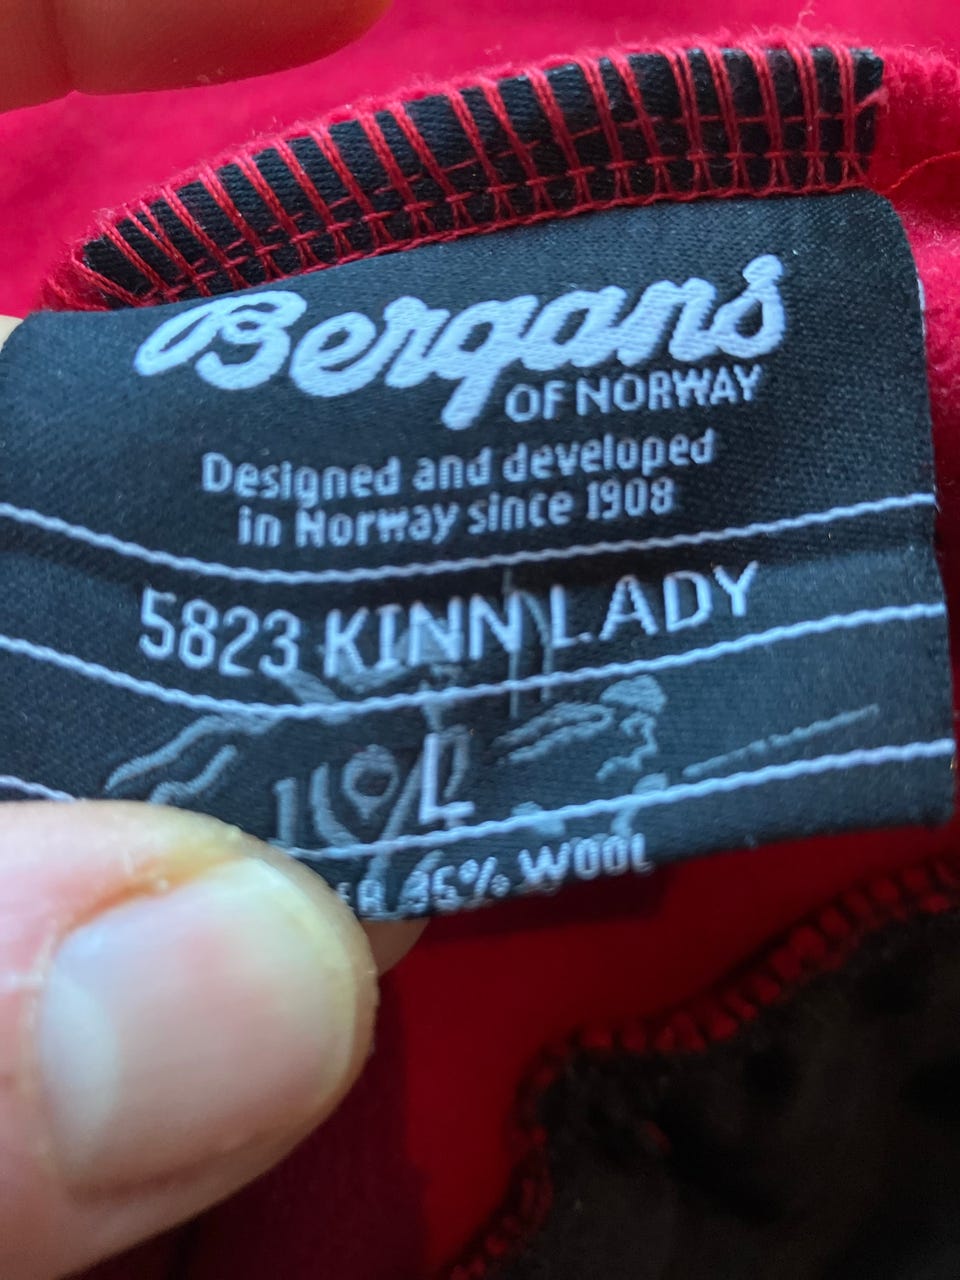 Bergans
OF NORWAY
Designed and developed
in Norway since 1908
5823 KINN LADY
L
WOOL